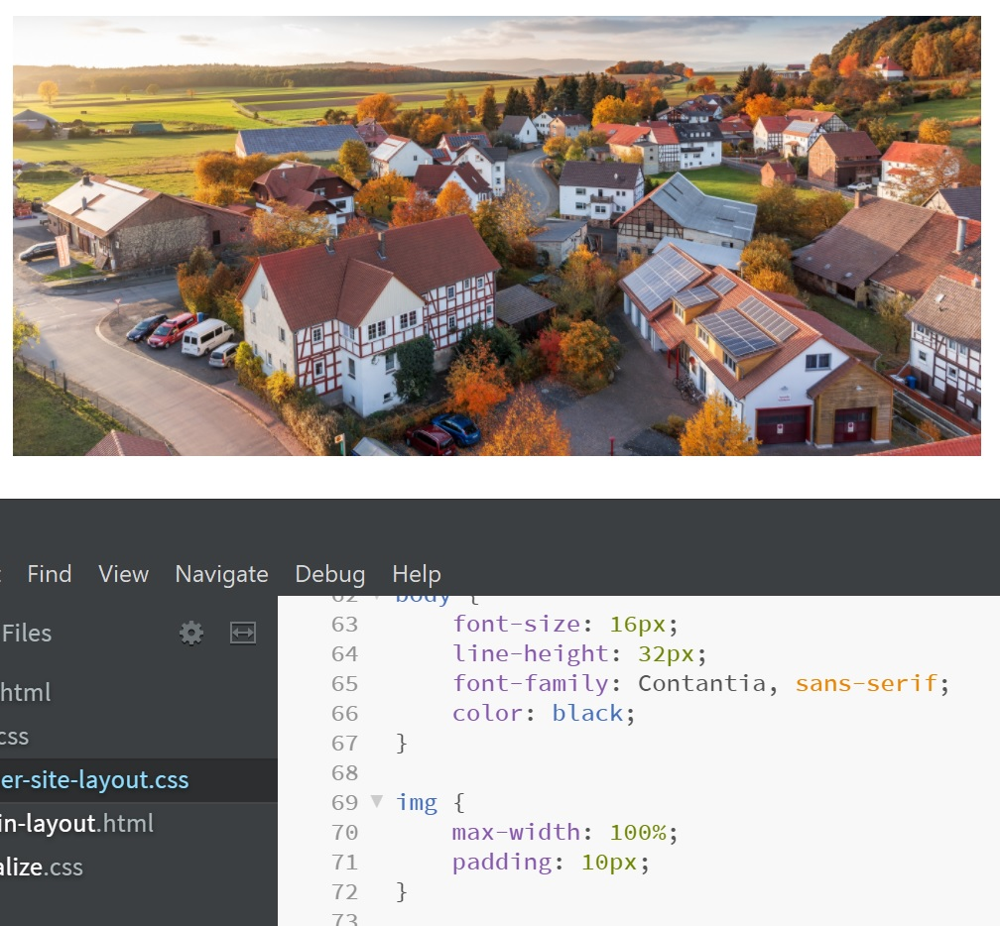 Find View Navigate Debug Help
Files
html
css
er-site-layout.css
in-layout.html
alize.css
62 body {
63 font-size: 16px;
64 line-height: 32px;
65 font-family: Contantia, sans-serif;
66 color: black;
67 }
68
69 img {
70 max-width: 100%;
71 padding: 10px;
72 }
73